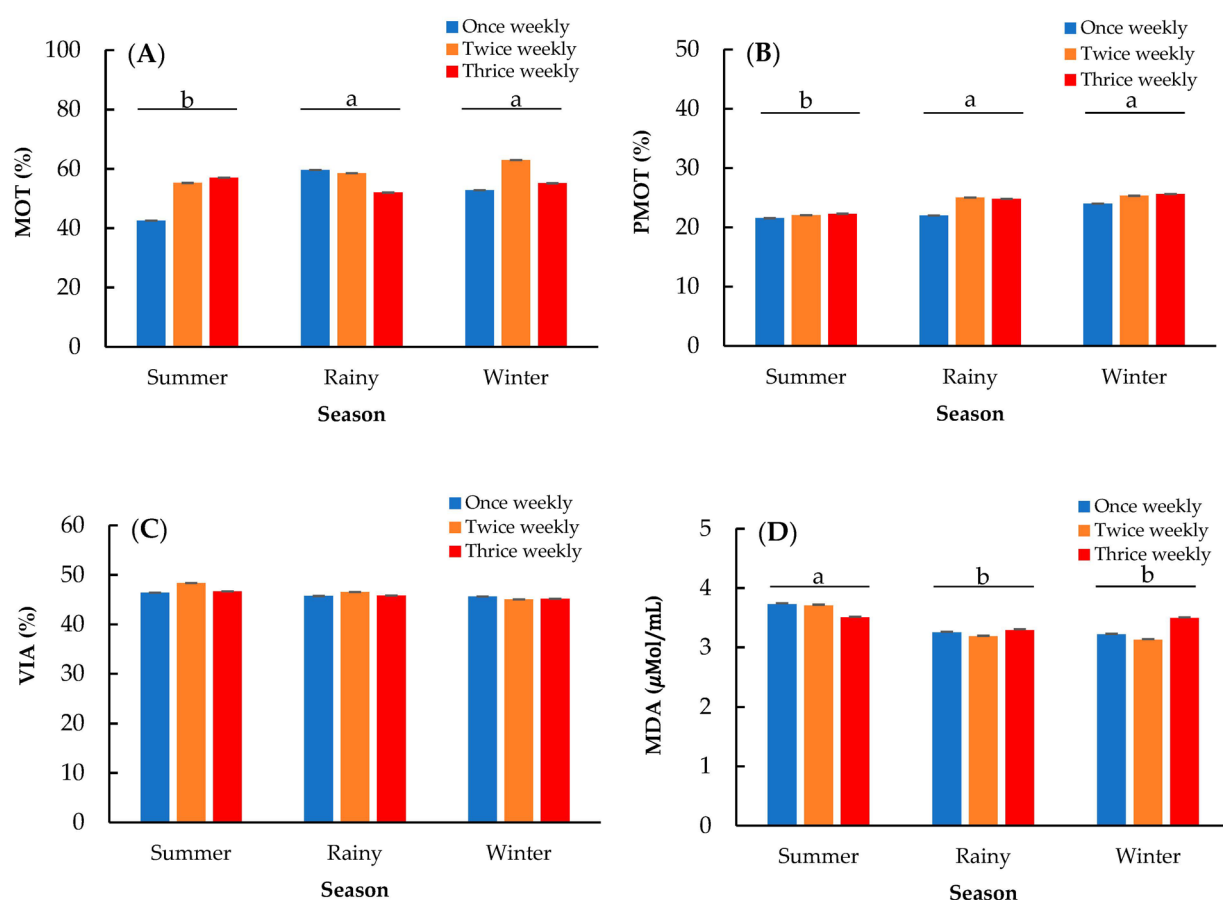 (A)
Once weekly
Twice weekly
Thrice weekly
MOT (%)
100
80
60
40
20
0
b
a
a
Summer
Rainy
Winter
Season
(B)
Once weekly
Twice weekly
Thrice weekly
PMOT (%)
50
40
30
20
10
0
b
a
a
Summer
Rainy
Winter
Season
(C)
Once weekly
Twice weekly
Thrice weekly
VIA (%)
60
50
40
30
20
10
0
Summer
Rainy
Winter
Season
(D)
Once weekly
Twice weekly
Thrice weekly
MDA (μMol/mL)
5
4
3
2
1
0
a
b
b
Summer
Rainy
Winter
Season